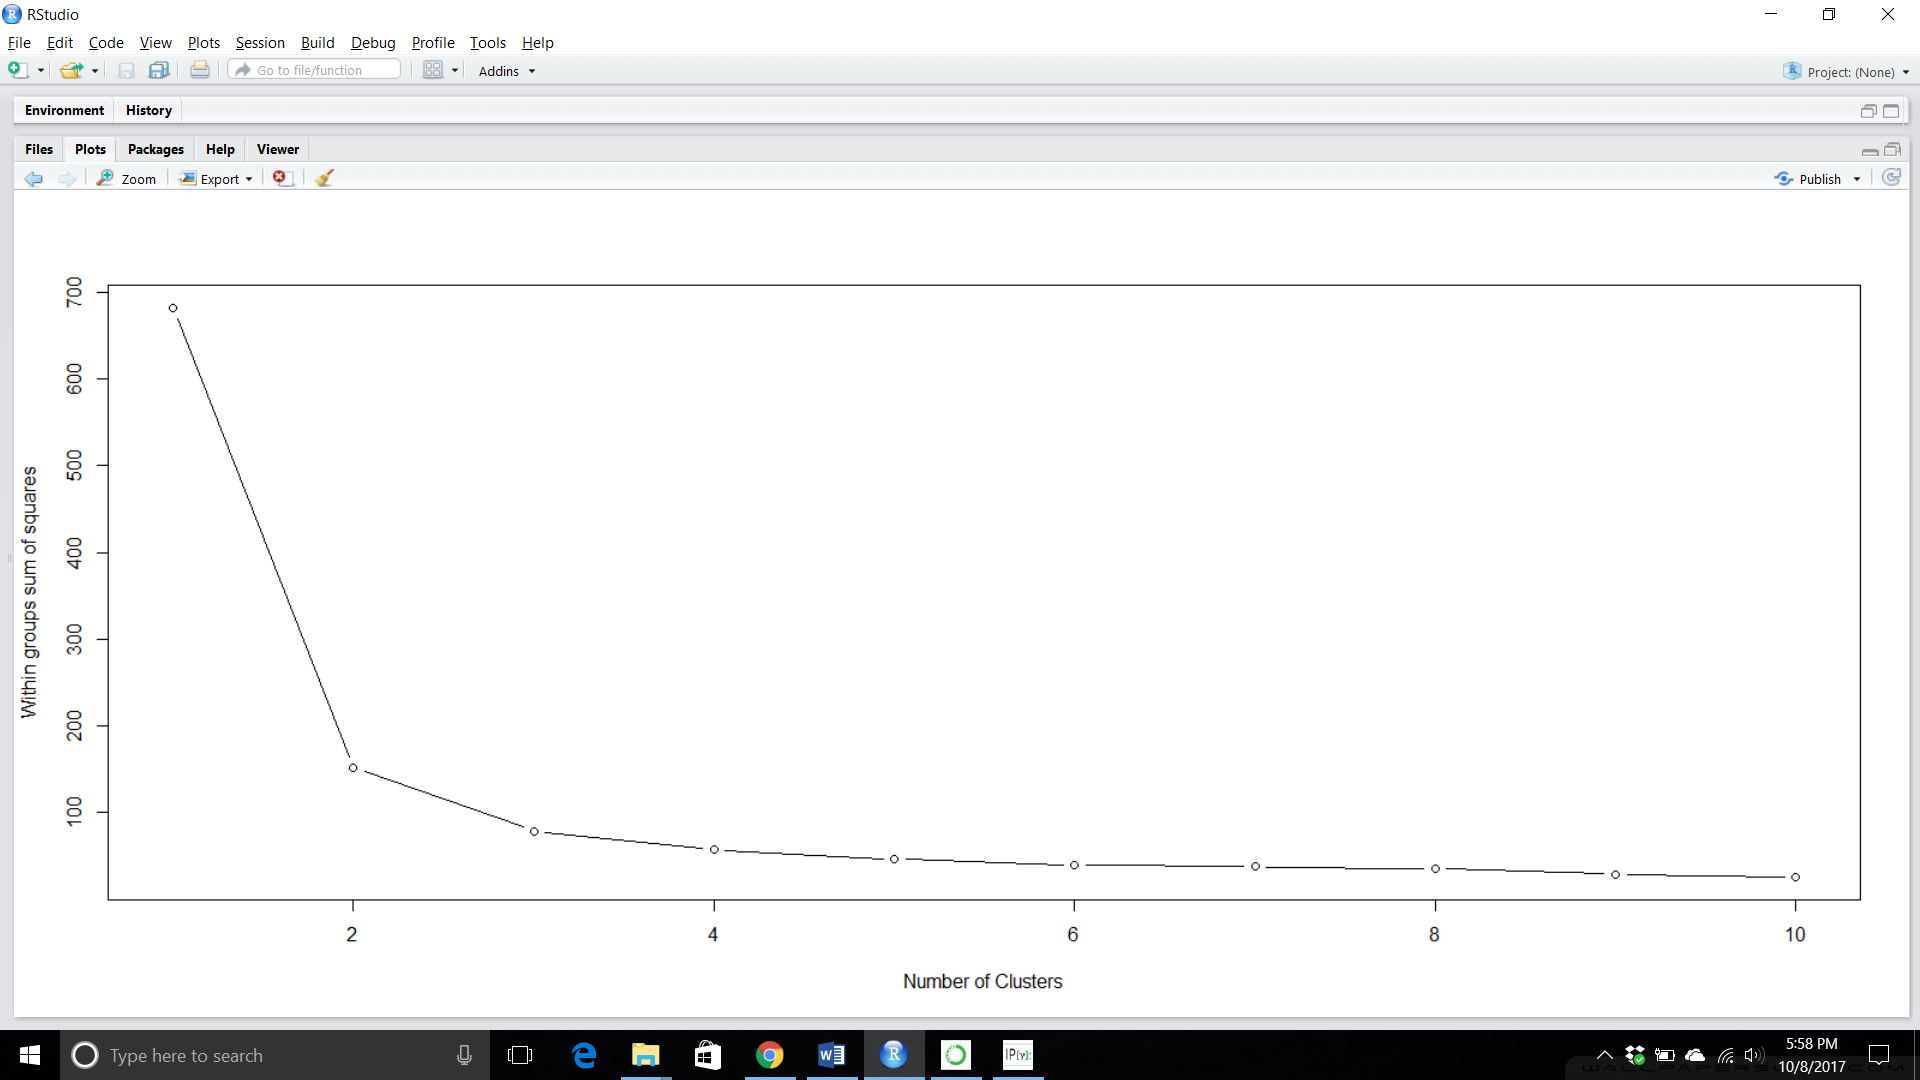 RStudio
File Edit Code View Plots Session Build Debug Profile Tools Help
Go to file/function Addins Project: (None)
Environment History
Files Plots Packages Help Viewer
Zoom Export Publish
700
600
500
400
300
200
100
Within groups sum of squares
2 4 6 8 10
Number of Clusters
Type here to search
5:58 PM
10/8/2017